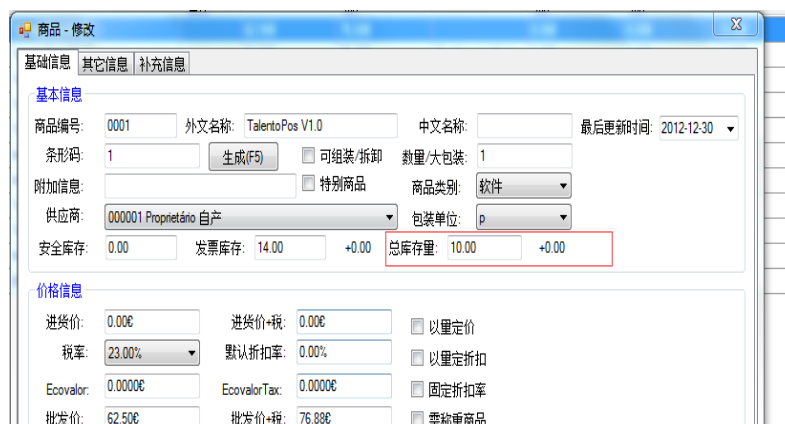 商品 - 修改
基础信息 其它信息 补充信息
基本信息
商品编号: 0001 外文名称: TalentoPos V1.0 中文名称: 最后更新时间: 2012-12-30
条形码: 1 生成(F5) 可组装/拆卸 数量/大包装: 1
附加信息: 特别商品 商品类别: 软件
供应商: 000001 Proprietário 自产 包装单位: p
安全库存: 0.00 发票库存: 14.00 +0.00 总库存量: 10.00 +0.00
价格信息
进货价: 0.00€ 进货价+税: 0.00€ 以量定价
税率: 23.00% 默认折扣率: 0.00% 以量定折扣
Ecovalor: 0.0000€ EcovalorTax: 0.0000€ 固定折扣率
批发价: 62.50€ 批发价+税: 76.88€ 需称重商品